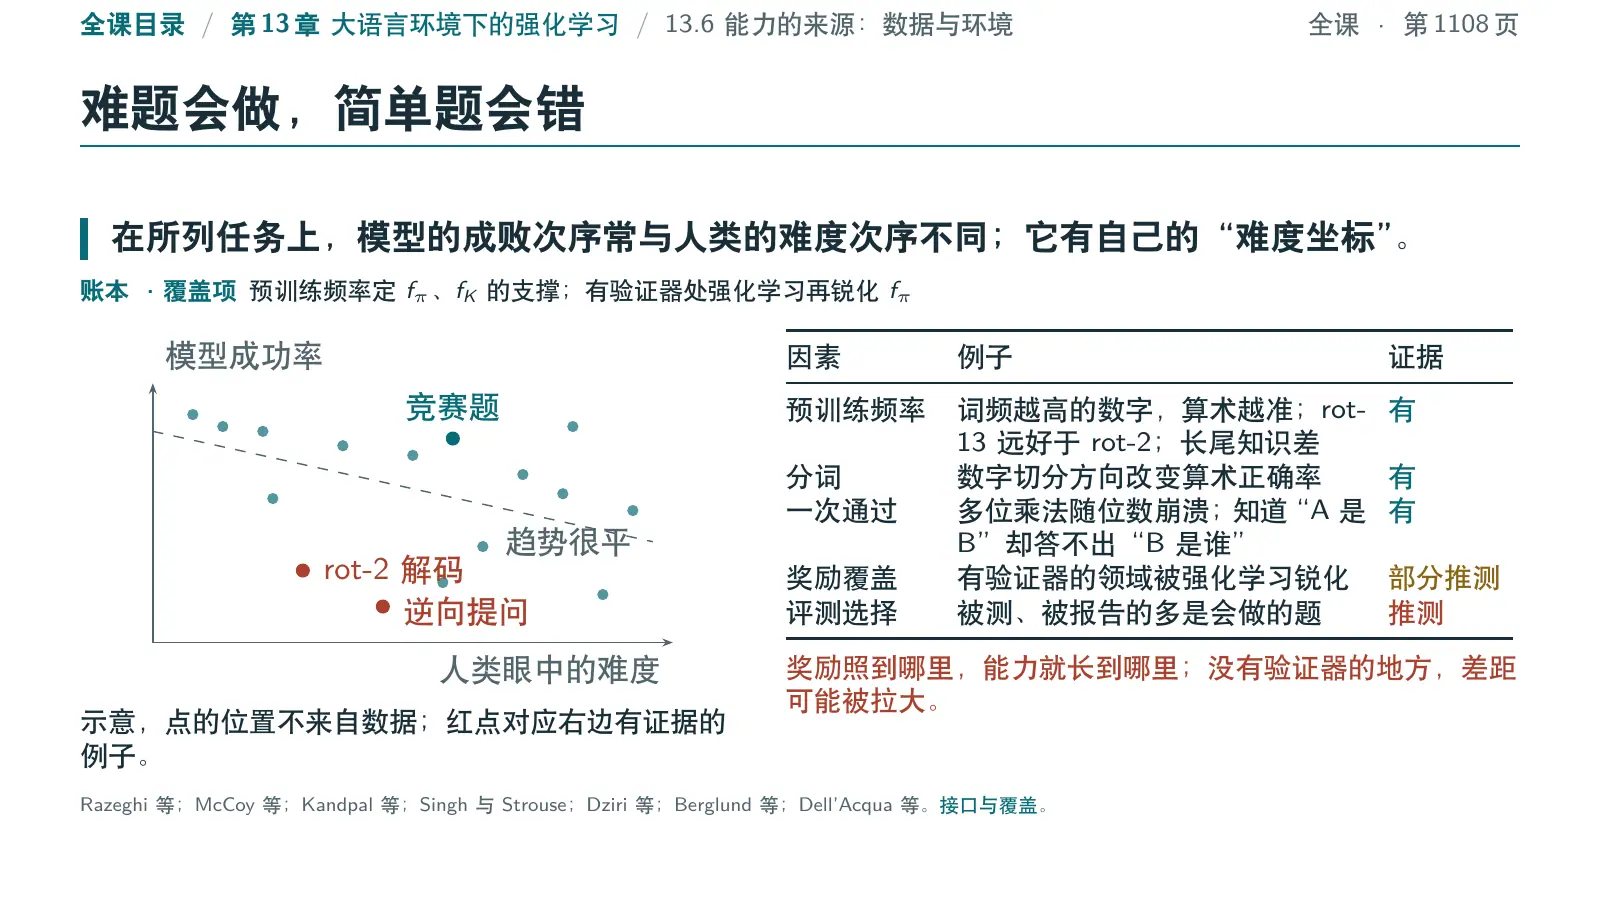 全课目录 / 第 13 章 大语言环境下的强化学习 / 13.6 能力的来源：数据与环境
全课 · 第 1108 页
难题会做，简单题会错
在所列任务上，模型的成败次序常与人类的难度次序不同；它有自己的“难度坐标”。
账本 · 覆盖项 预训练频率定 fπ、fK 的支撑；有验证器处强化学习再锐化 fπ
模型成功率
竞赛题
趋势很平
rot-2 解码
逆向提问
人类眼中的难度
示意，点的位置不来自数据；红点对应右边有证据的
例子。
因素 例子 证据
预训练频率 词频越高的数字，算术越准；rot- 有
13 远好于 rot-2；长尾知识差
分词 数字切分方向改变算术正确率 有
一次通过 多位乘法随位数崩溃；知道“A 是 有
B”却答不出“B 是谁”
奖励覆盖 有验证器的领域被强化学习锐化 部分推测
评测选择 被测、被报告的多是会做的题 推测
奖励照到哪里，能力就长到哪里；没有验证器的地方，差距
可能被拉大。
Razeghi 等；McCoy 等；Kandpal 等；Singh 与 Strouse；Dziri 等；Berglund 等；Dell'Acqua 等。接口与覆盖。